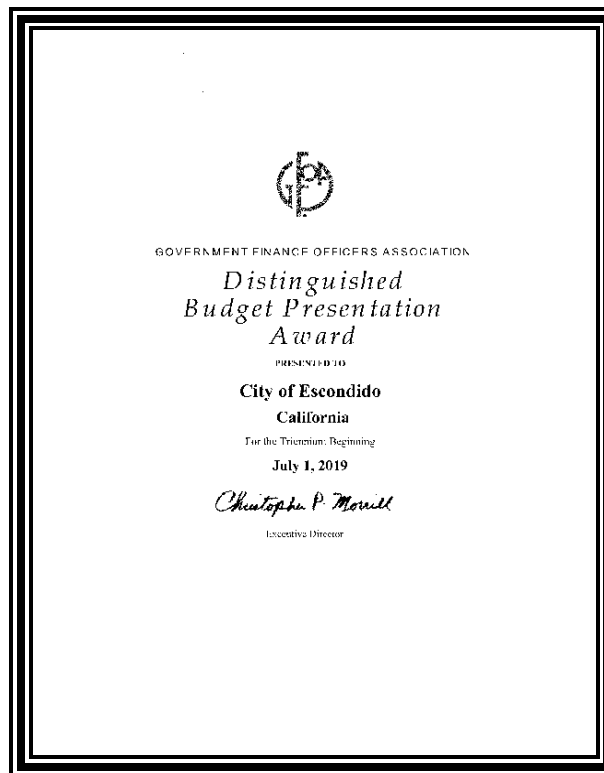 GOVERNMENT FINANCE OFFICERS ASSOCIATION
Distinguished
Budget Presentation
Award
PRESENTED TO
City of Escondido
California
For the Triennium Beginning
July 1, 2019
Christopher P. Morrill
Executive Director